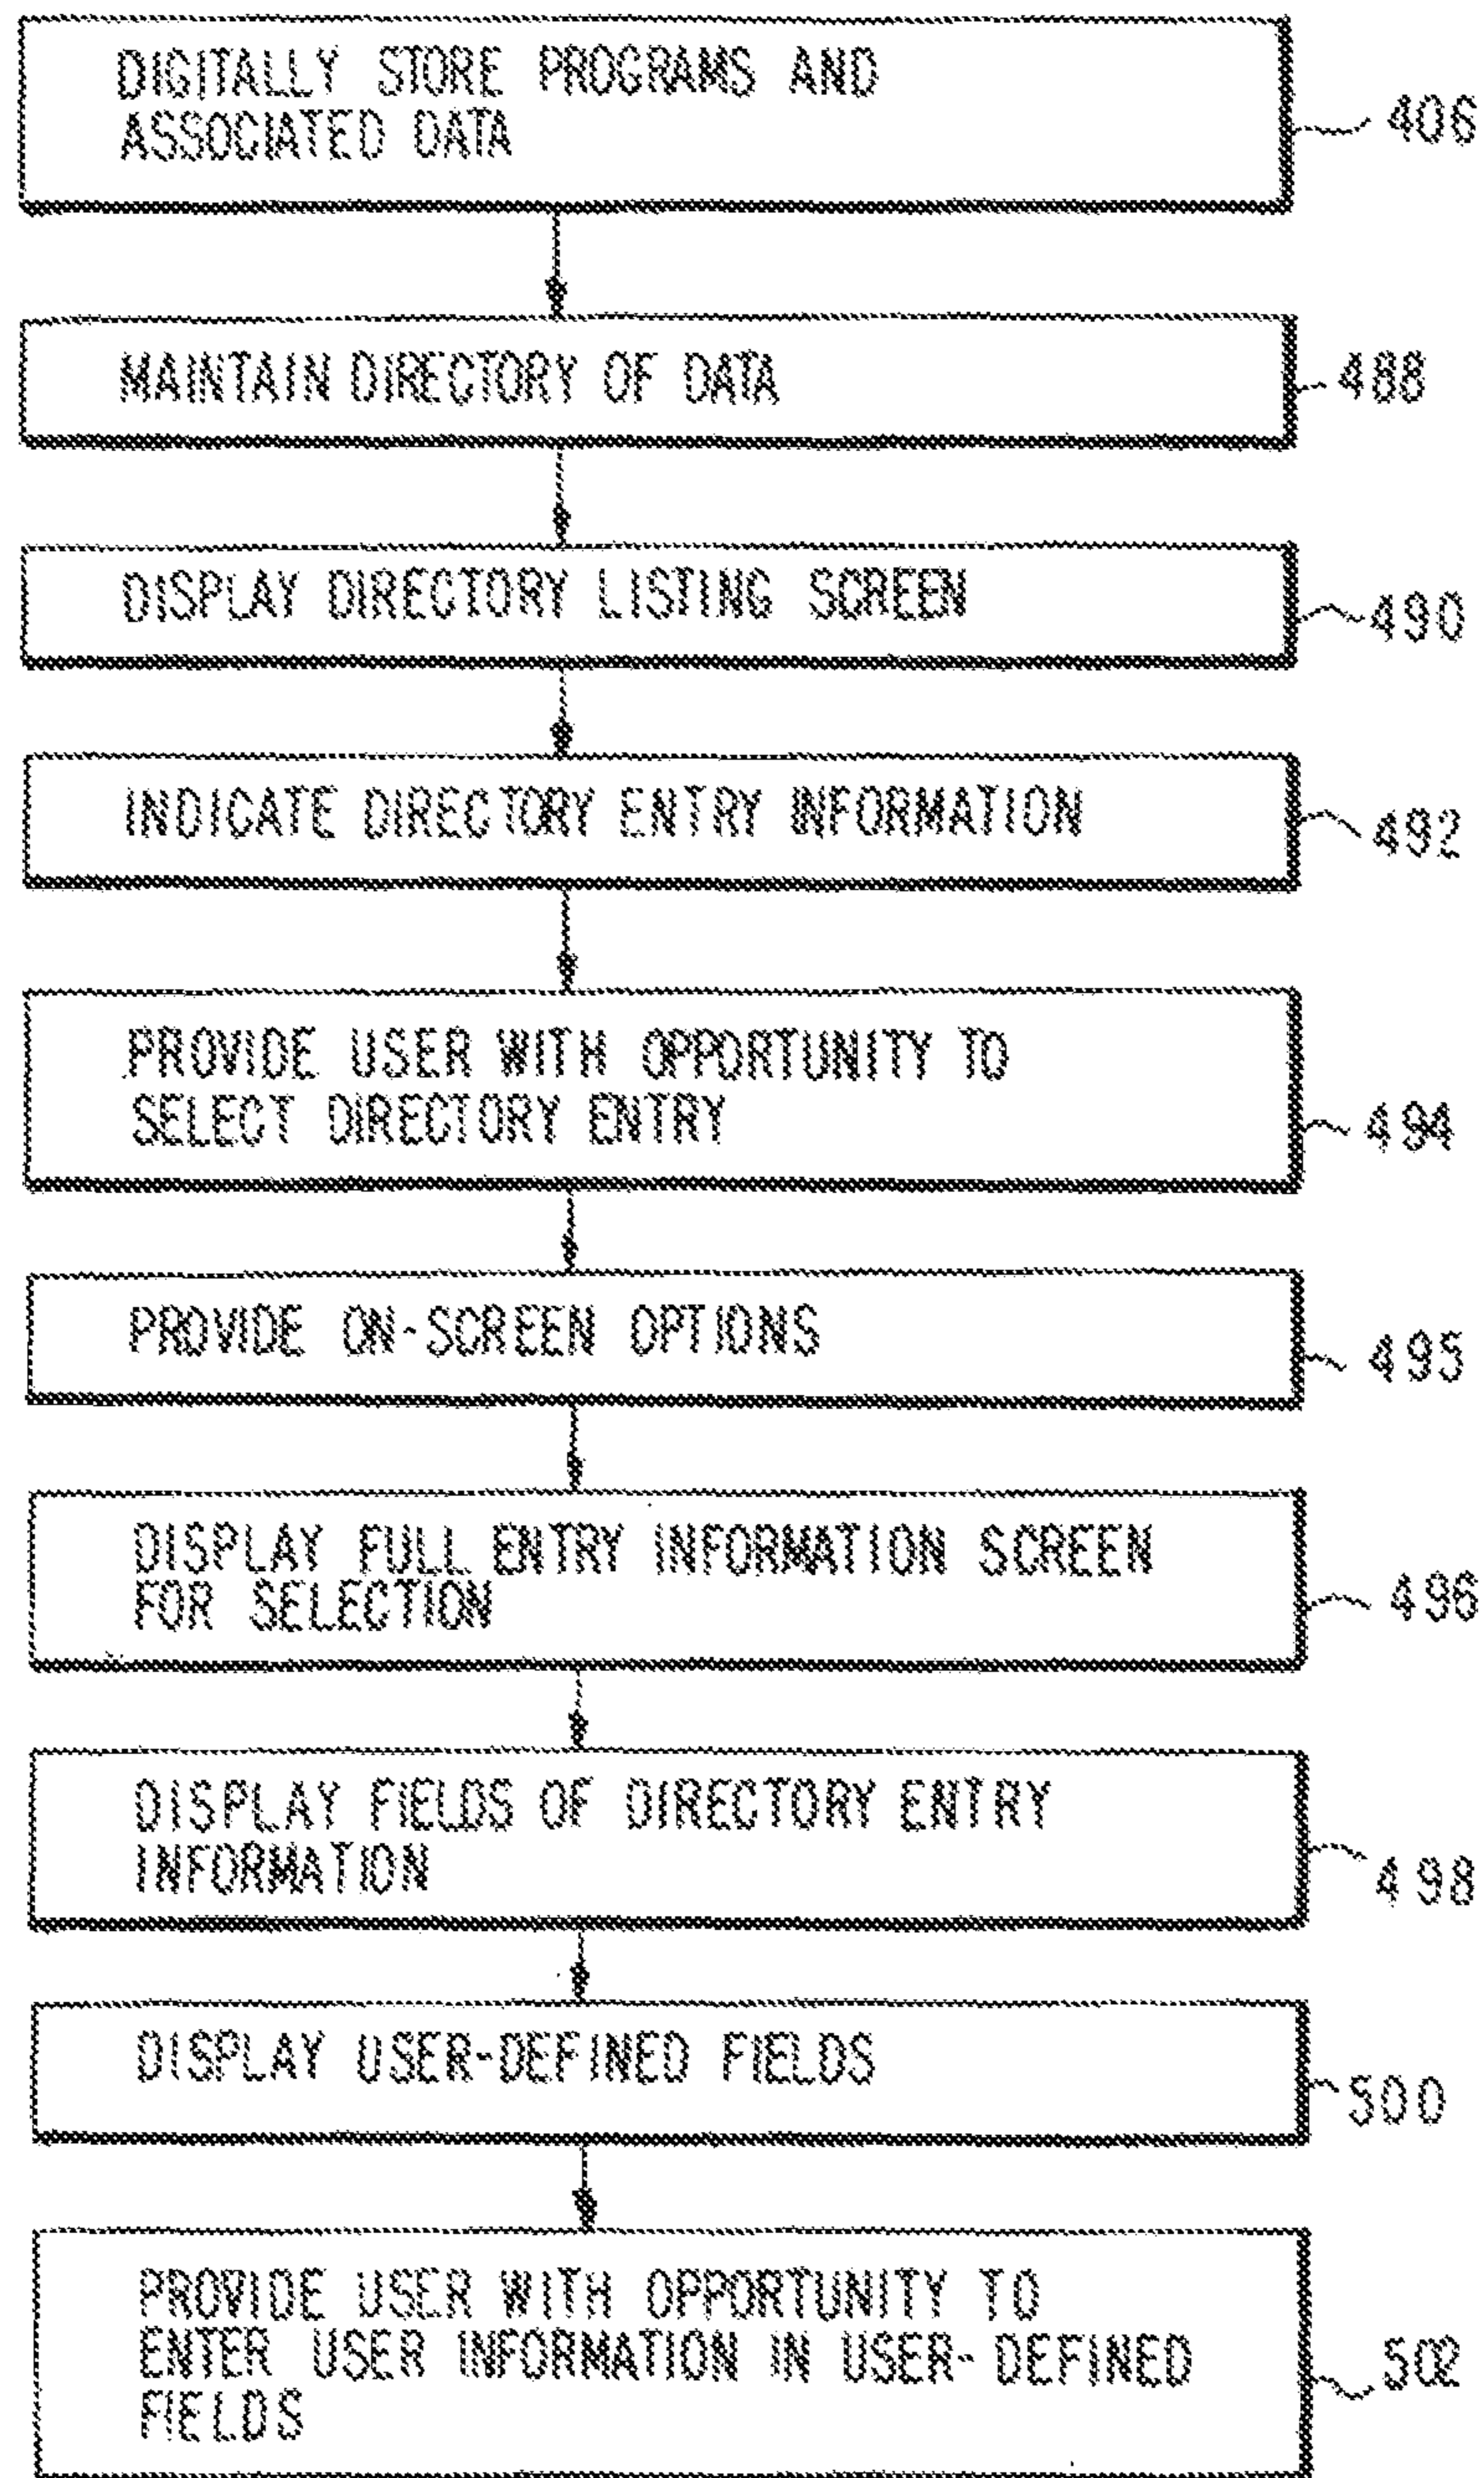 DIGITALLY STORE PROGRAMS AND
ASSOCIATED DATA
406
MAINTAIN DIRECTORY OF DATA
488
DISPLAY DIRECTORY LISTING SCREEN
490
INDICATE DIRECTORY ENTRY INFORMATION
492
PROVIDE USER WITH OPPORTUNITY TO
SELECT DIRECTORY ENTRY
494
PROVIDE ON-SCREEN OPTIONS
495
DISPLAY FULL ENTRY INFORMATION SCREEN
FOR SELECTION
496
DISPLAY FIELDS OF DIRECTORY ENTRY
INFORMATION
498
DISPLAY USER-DEFINED FIELDS
500
PROVIDE USER WITH OPPORTUNITY TO
ENTER USER INFORMATION IN USER-DEFINED
FIELDS
502